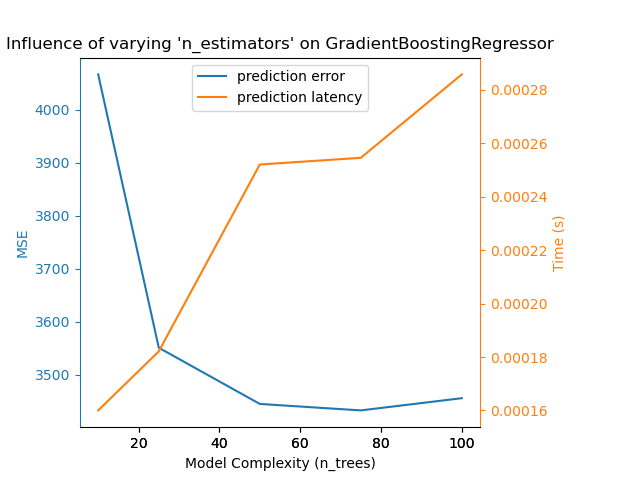 Influence of varying 'n_estimators' on GradientBoostingRegressor
prediction error
prediction latency
4000
3900
3800
3700
3600
3500
MSE
0.00028
0.00026
0.00024
0.00022
0.00020
0.00018
0.00016
Time (s)
20 40 60 80 100
Model Complexity (n_trees)